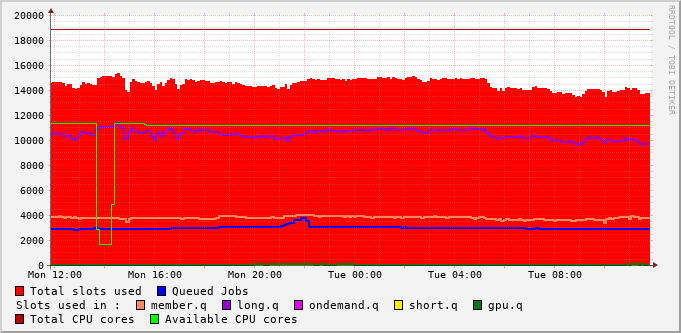 RRDTOOL / TOBI OETIKER
20000
18000
16000
14000
12000
10000
8000
6000
4000
2000
0
Mon 12:00 Mon 16:00 Mon 20:00 Tue 00:00 Tue 04:00 Tue 08:00
Total slots used Queued Jobs
Slots used in : member.q long.q ondemand.q short.q gpu.q
Total CPU cores Available CPU cores